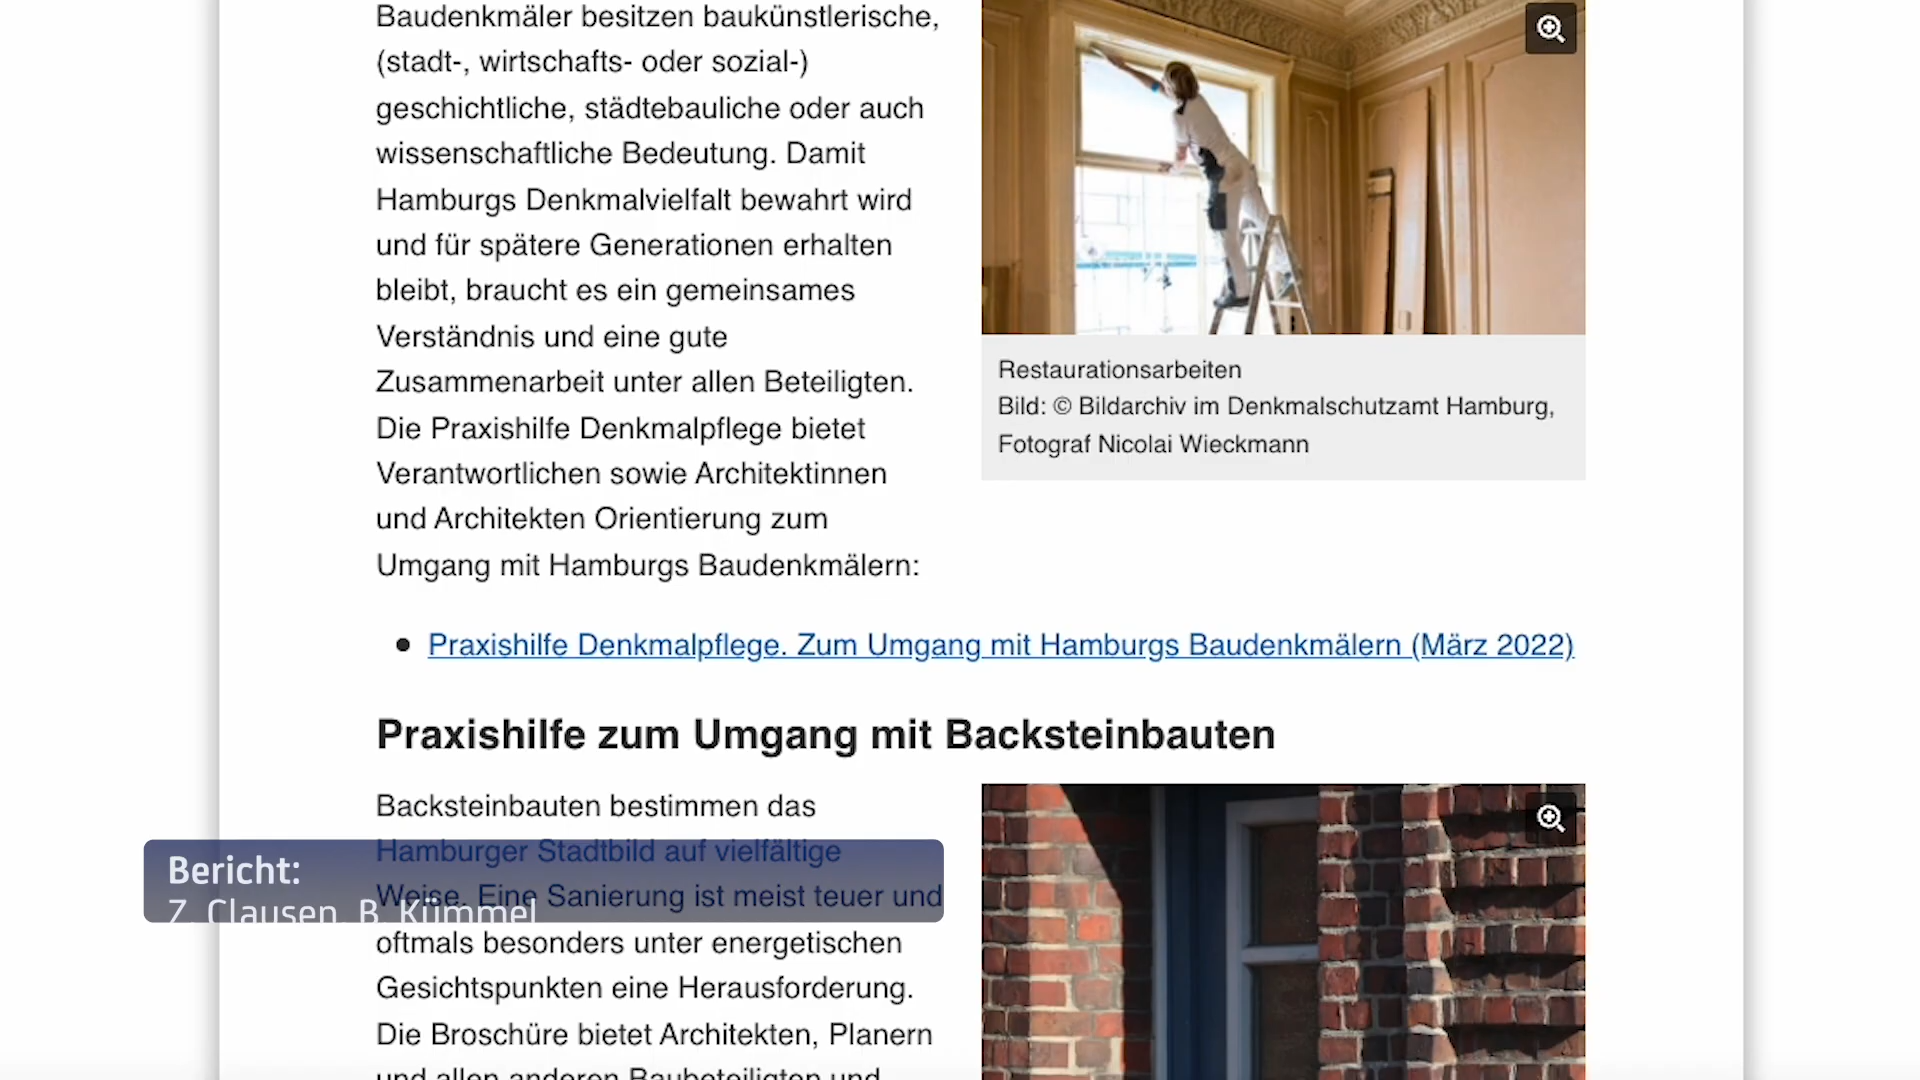 Baudenkmäler besitzen baukünstlerische,
(stadt-, wirtschafts- oder sozial-)
geschichtliche, städtebauliche oder auch
wissenschaftliche Bedeutung. Damit
Hamburgs Denkmalvielfalt bewahrt wird
und für spätere Generationen erhalten
bleibt, braucht es ein gemeinsames
Verständnis und eine gute
Zusammenarbeit unter allen Beteiligten.
Die Praxishilfe Denkmalpflege bietet
Verantwortlichen sowie Architektinnen
und Architekten Orientierung zum
Umgang mit Hamburgs Baudenkmälern:
Restaurationsarbeiten
Bild: © Bildarchiv im Denkmalschutzamt Hamburg,
Fotograf Nicolai Wieckmann
• Praxishilfe Denkmalpflege. Zum Umgang mit Hamburgs Baudenkmälern (März 2022)
Praxishilfe zum Umgang mit Backsteinbauten
Backsteinbauten bestimmen das
Hamburger Stadtbild auf vielfältige
Weise. Eine Sanierung ist meist teuer und
oftmals besonders unter energetischen
Gesichtspunkten eine Herausforderung.
Die Broschüre bietet Architekten, Planern
und allen anderen Baubeteiligten und
Bericht:
Z. Clausen, B. Kümmel